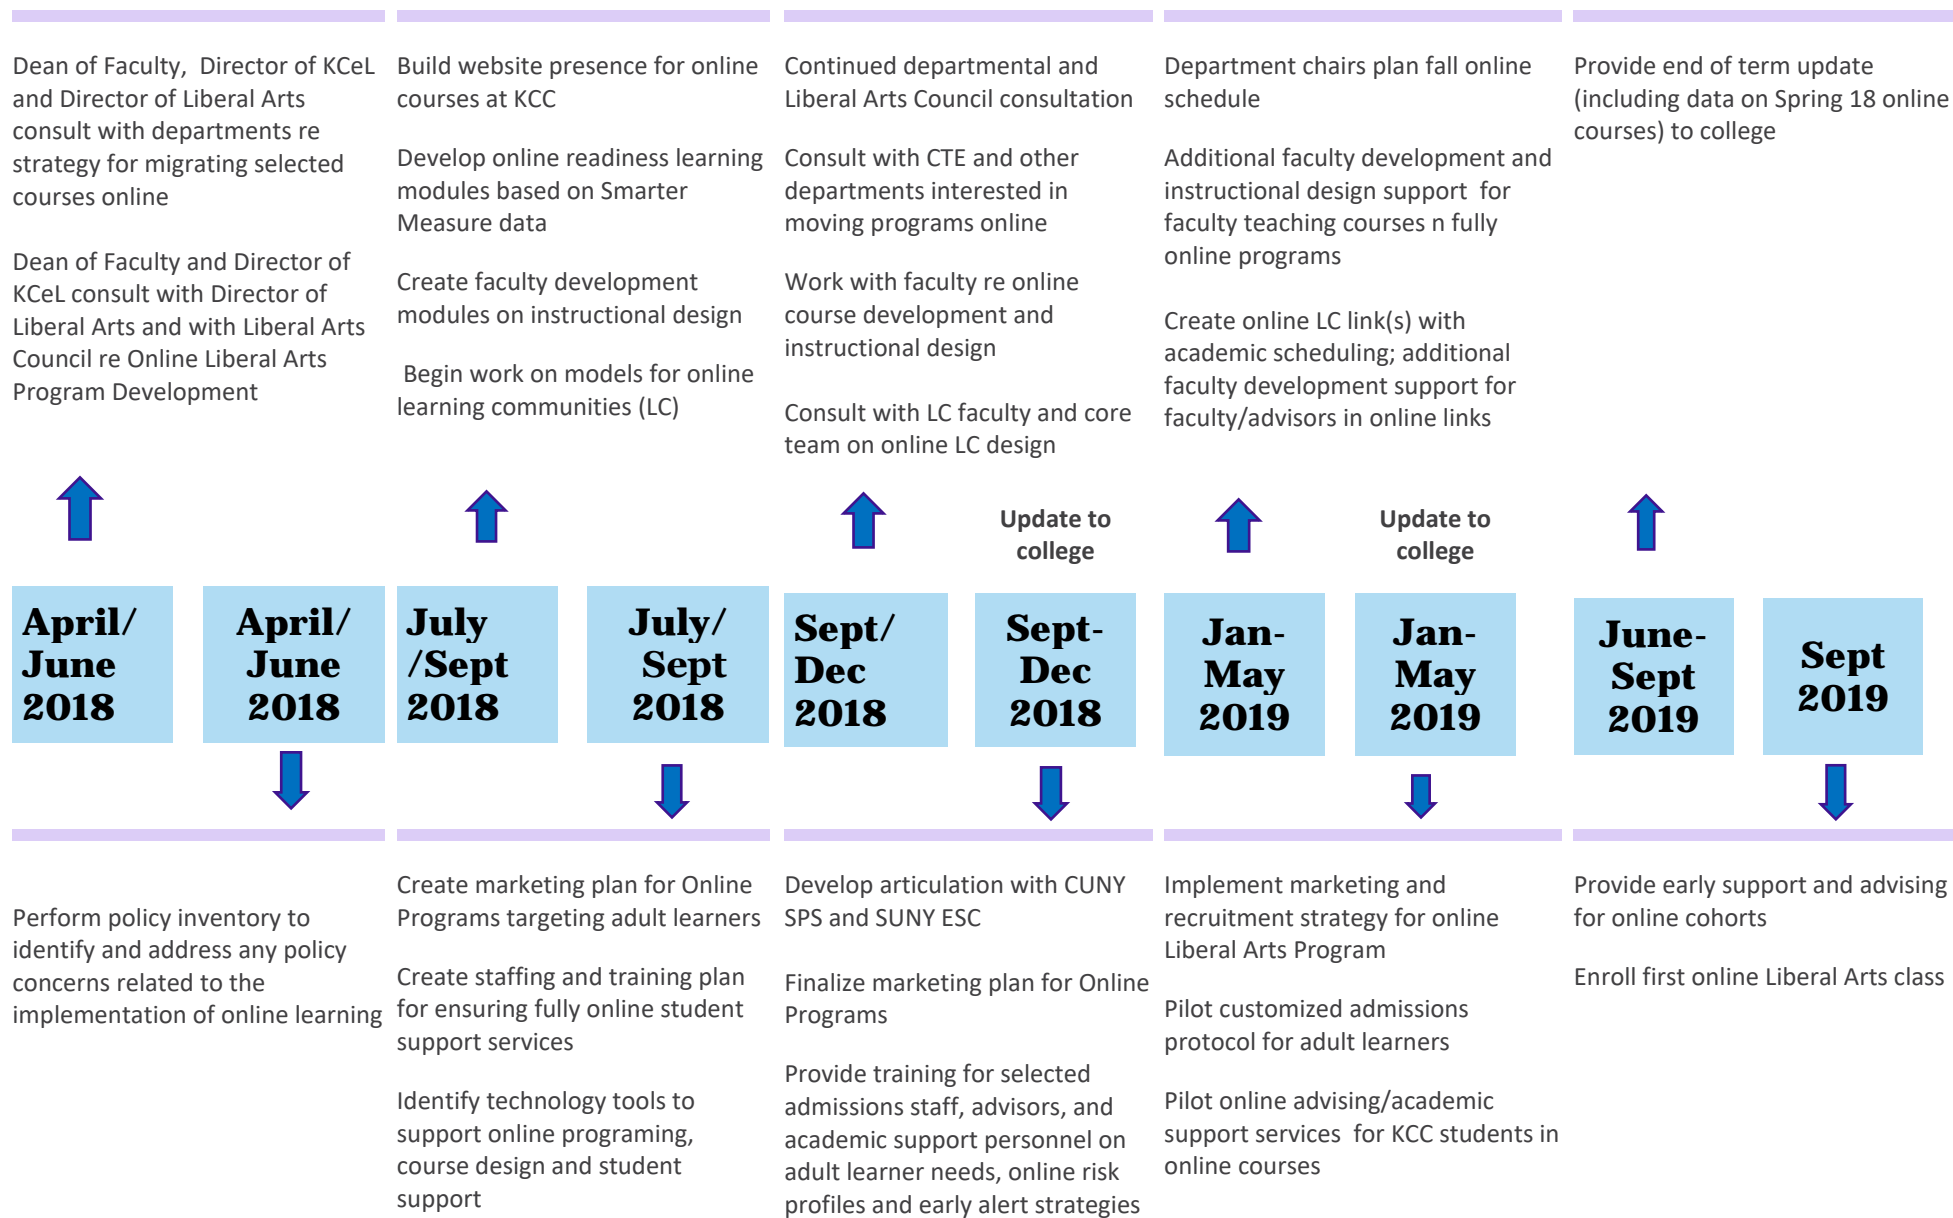 Dean of Faculty, Director of KCeL
and Director of Liberal Arts
consult with departments re
strategy for migrating selected
courses online
Dean of Faculty and Director of
KCeL consult with Director of
Liberal Arts and with Liberal Arts
Council re Online Liberal Arts
Program Development
Build website presence for online
courses at KCC
Develop online readiness learning
modules based on Smarter
Measure data
Create faculty development
modules on instructional design
Begin work on models for online
learning communities (LC)
Continued departmental and
Liberal Arts Council consultation
Consult with CTE and other
departments interested in
moving programs online
Work with faculty re online
course development and
instructional design
Consult with LC faculty and core
team on online LC design
Department chairs plan fall online
schedule
Additional faculty development and
instructional design support for
faculty teaching courses n fully
online programs
Create online LC link(s) with
academic scheduling; additional
faculty development support for
faculty/advisors in online links
Provide end of term update
(including data on Spring 18 online
courses) to college
Update to
college
Update to
college
April/
June
2018
April/
June
2018
July
/Sept
2018
July/
Sept
2018
Sept/
Dec
2018
Sept-
Dec
2018
Jan-
May
2019
Jan-
May
2019
June-
Sept
2019
Sept
2019
Perform policy inventory to
identify and address any policy
concerns related to the
implementation of online learning
Create marketing plan for Online
Programs targeting adult learners
Create staffing and training plan
for ensuring fully online student
support services
Identify technology tools to
support online programing,
course design and student
support
Develop articulation with CUNY
SPS and SUNY ESC
Finalize marketing plan for Online
Programs
Provide training for selected
admissions staff, advisors, and
academic support personnel on
adult learner needs, online risk
profiles and early alert strategies
Implement marketing and
recruitment strategy for online
Liberal Arts Program
Pilot customized admissions
protocol for adult learners
Pilot online advising/academic
support services for KCC students in
online courses
Provide early support and advising
for online cohorts
Enroll first online Liberal Arts class